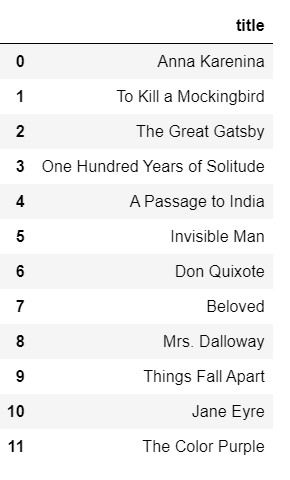 title
0 Anna Karenina
1 To Kill a Mockingbird
2 The Great Gatsby
3 One Hundred Years of Solitude
4 A Passage to India
5 Invisible Man
6 Don Quixote
7 Beloved
8 Mrs. Dalloway
9 Things Fall Apart
10 Jane Eyre
11 The Color Purple